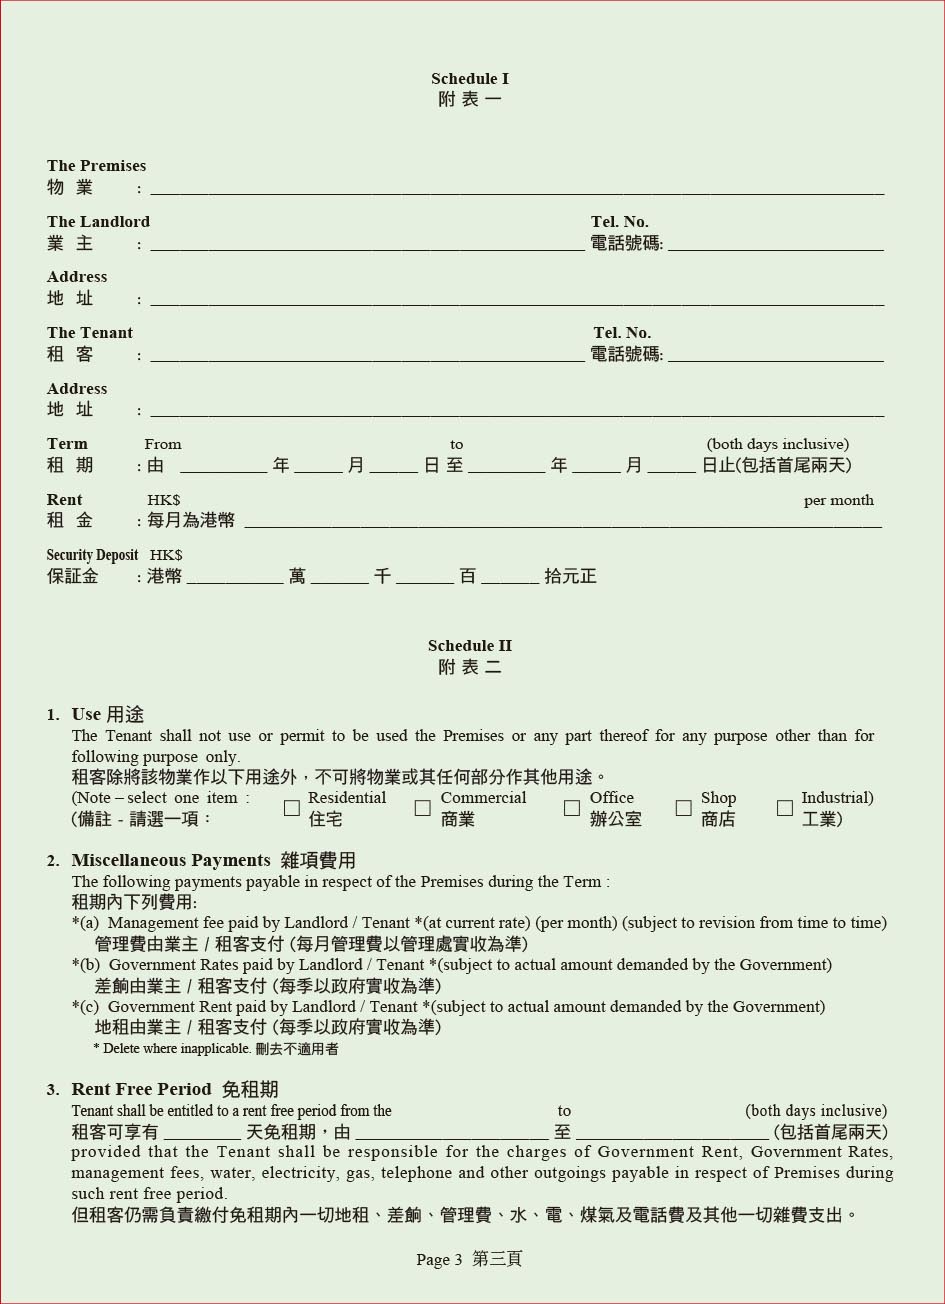 Schedule I
附 表 一
The Premises
物 業 : ____________________
The Landlord Tel. No.
業 主 : ____________________ 電話號碼: ____________________
Address
地 址 : ____________________
The Tenant Tel. No.
租 客 : ____________________ 電話號碼: ____________________
Address
地 址 : ____________________
Term From to (both days inclusive)
租 期 : 由 _________ 年 _____ 月 _____ 日 至 ________ 年 _____ 月 _____ 日止(包括首尾兩天)
Rent HK$ per month
租 金 : 每月為港幣 ____________________
Security Deposit HK$
保証金 : 港幣 __________ 萬 ______ 千 ______ 百 ______ 拾元正
Schedule II
附 表 二
1. Use 用途
The Tenant shall not use or permit to be used the Premises or any part thereof for any purpose other than for
following purpose only.
租客除將該物業作以下用途外，不可將物業或其任何部分作其他用途。
(Note – select one item : □ Residential □ Commercial □ Office □ Shop □ Industrial)
(備註 - 請選一項： 住宅 商業 辦公室 商店 工業)
2. Miscellaneous Payments 雜項費用
The following payments payable in respect of the Premises during the Term :
租期內下列費用:
*(a) Management fee paid by Landlord / Tenant *(at current rate) (per month) (subject to revision from time to time)
管理費由業主 / 租客支付 (每月管理費以管理處實收為準)
*(b) Government Rates paid by Landlord / Tenant *(subject to actual amount demanded by the Government)
差餉由業主 / 租客支付 (每季以政府實收為準)
*(c) Government Rent paid by Landlord / Tenant *(subject to actual amount demanded by the Government)
地租由業主 / 租客支付 (每季以政府實收為準)
* Delete where inapplicable. 刪去不適用者
3. Rent Free Period 免租期
Tenant shall be entitled to a rent free period from the to (both days inclusive)
租客可享有 ________ 天免租期，由 ____________________ 至 ____________________ (包括首尾兩天)
provided that the Tenant shall be responsible for the charges of Government Rent, Government Rates,
management fees, water, electricity, gas, telephone and other outgoings payable in respect of Premises during
such rent free period.
但租客仍需負責繳付免租期內一切地租、差餉、管理費、水、電、煤氣及電話費及其他一切雜費支出。
Page 3 第三頁